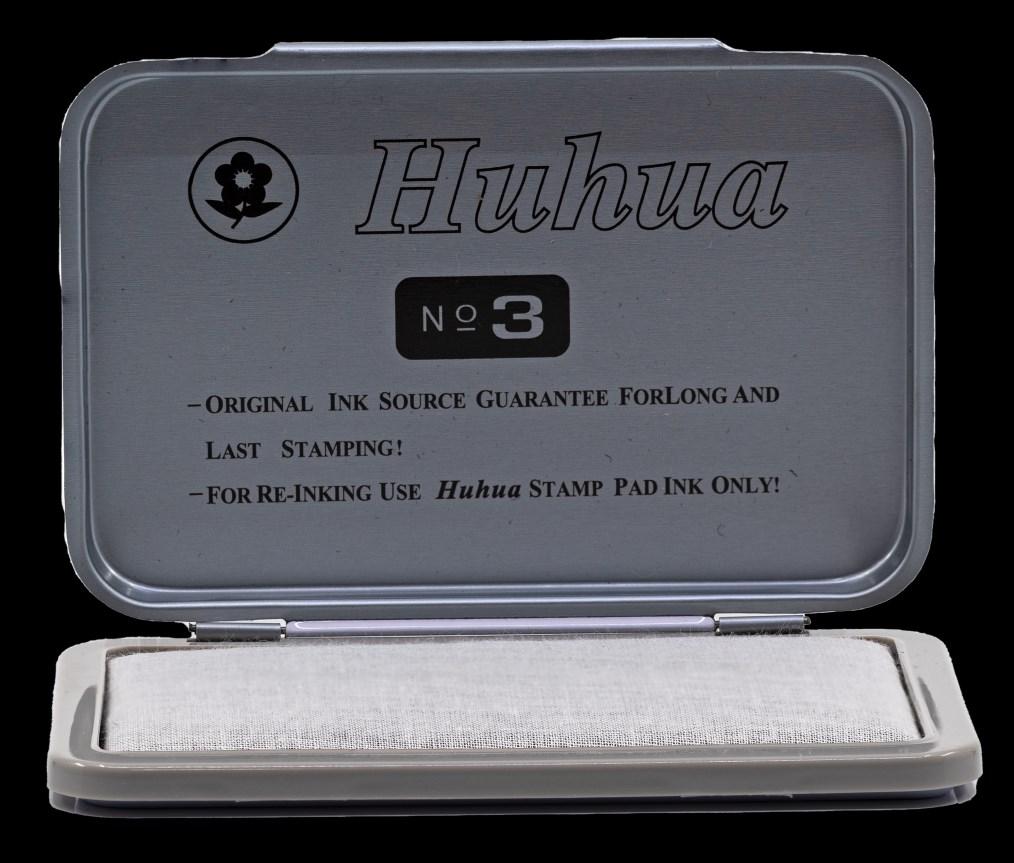 Huhua
No 3
-ORIGINAL INK SOURCE GUARANTEE FORLONG AND
LAST STAMPING!
-FOR RE-INKING USE Huhua STAMP PAD INK ONLY!